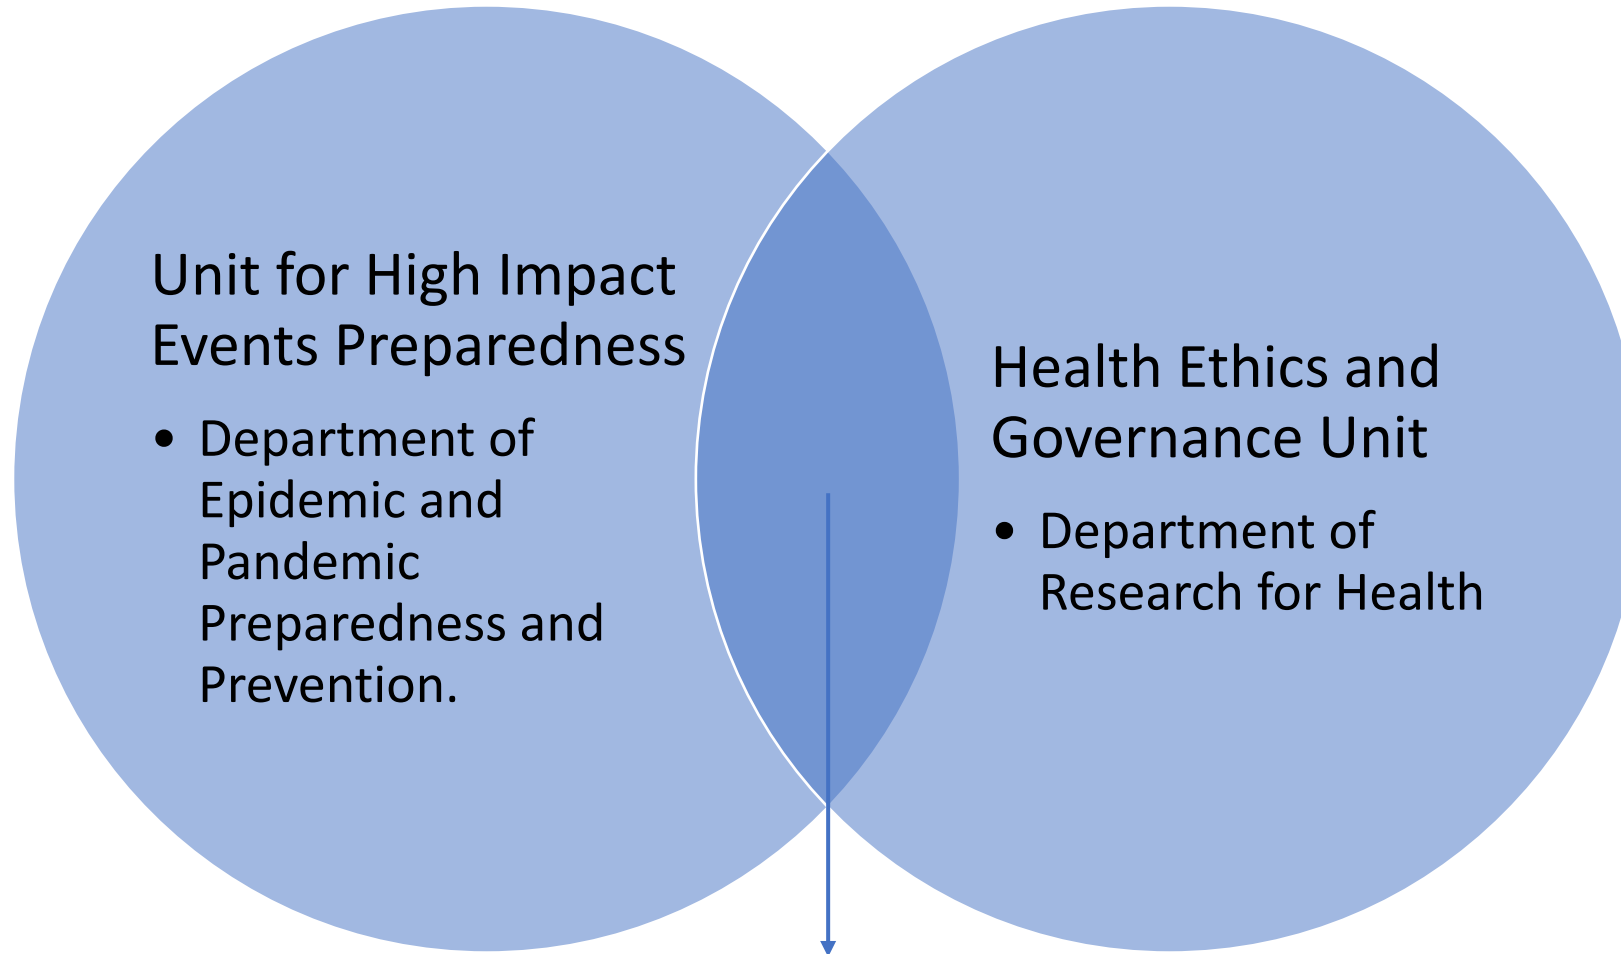 Unit for High Impact
Events Preparedness
• Department of
Epidemic and
Pandemic
Preparedness and
Prevention.
Health Ethics and
Governance Unit
• Department of
Research for Health